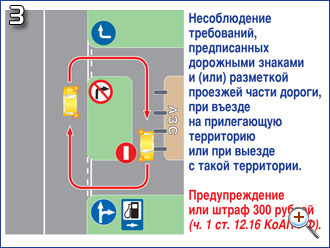 3
Несоблюдение
требований,
предписанных
дорожными знаками
и (или) разметкой
проезжей части дороги,
при въезде
на прилегающую
территорию
или при выезде
с такой территории.
АЗС
Предупреждение
или штраф 300 рублей
(ч. 1 ст. 12.16 КоАП РФ).